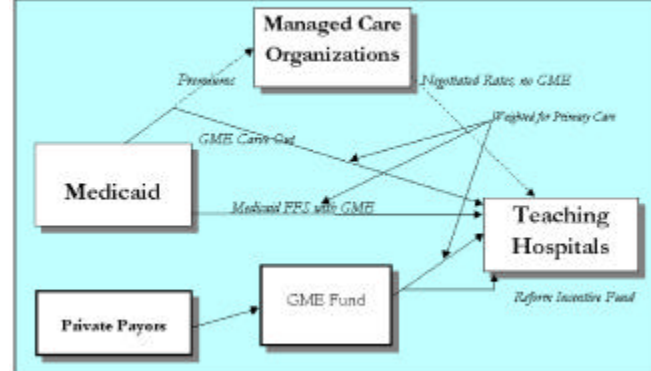 Managed Care
Organizations
Premiums
Negotiated Rates, no GME
Weighted for Primary Care
GME Carve Out
Medicaid
Medicaid FFS with GME
Teaching
Hospitals
GME Fund
Reform Incentive Fund
Private Payors